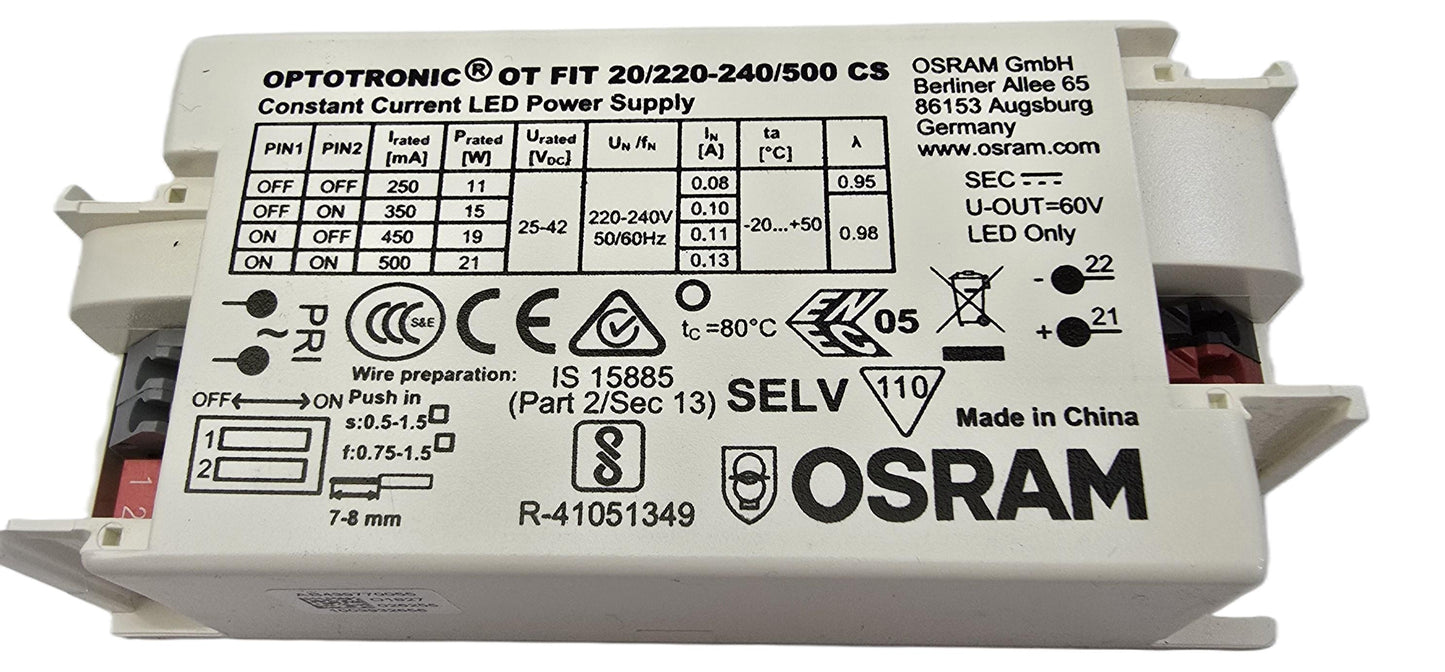 OPTOTRONIC® OT FIT 20/220-240/500 CS
Constant Current LED Power Supply
OSRAM GmbH
Berliner Allee 65
86153 Augsburg
Germany
www.osram.com
SEC
U-OUT=60V
LED Only
PIN1 PIN2 Irated [mA] Prated [W] Urated [VDC] UN /fN IN [A] ta [°C] λ
OFF OFF 250 11 25-42 220-240V 50/60Hz 0.08 -20...+50 0.95
OFF ON 350 15 0.10 0.98
ON OFF 450 19 0.11
ON ON 500 21 0.13
- 22
+ 21
~ PRI
CCC S&E CE tc=80°C ENEC 05
Wire preparation:
Push in
s:0.5-1.5
f:0.75-1.5
7-8 mm
OFF ON
1
2
IS 15885
(Part 2/Sec 13)
R-41051349
SELV 110
Made in China
OSRAM
1
2